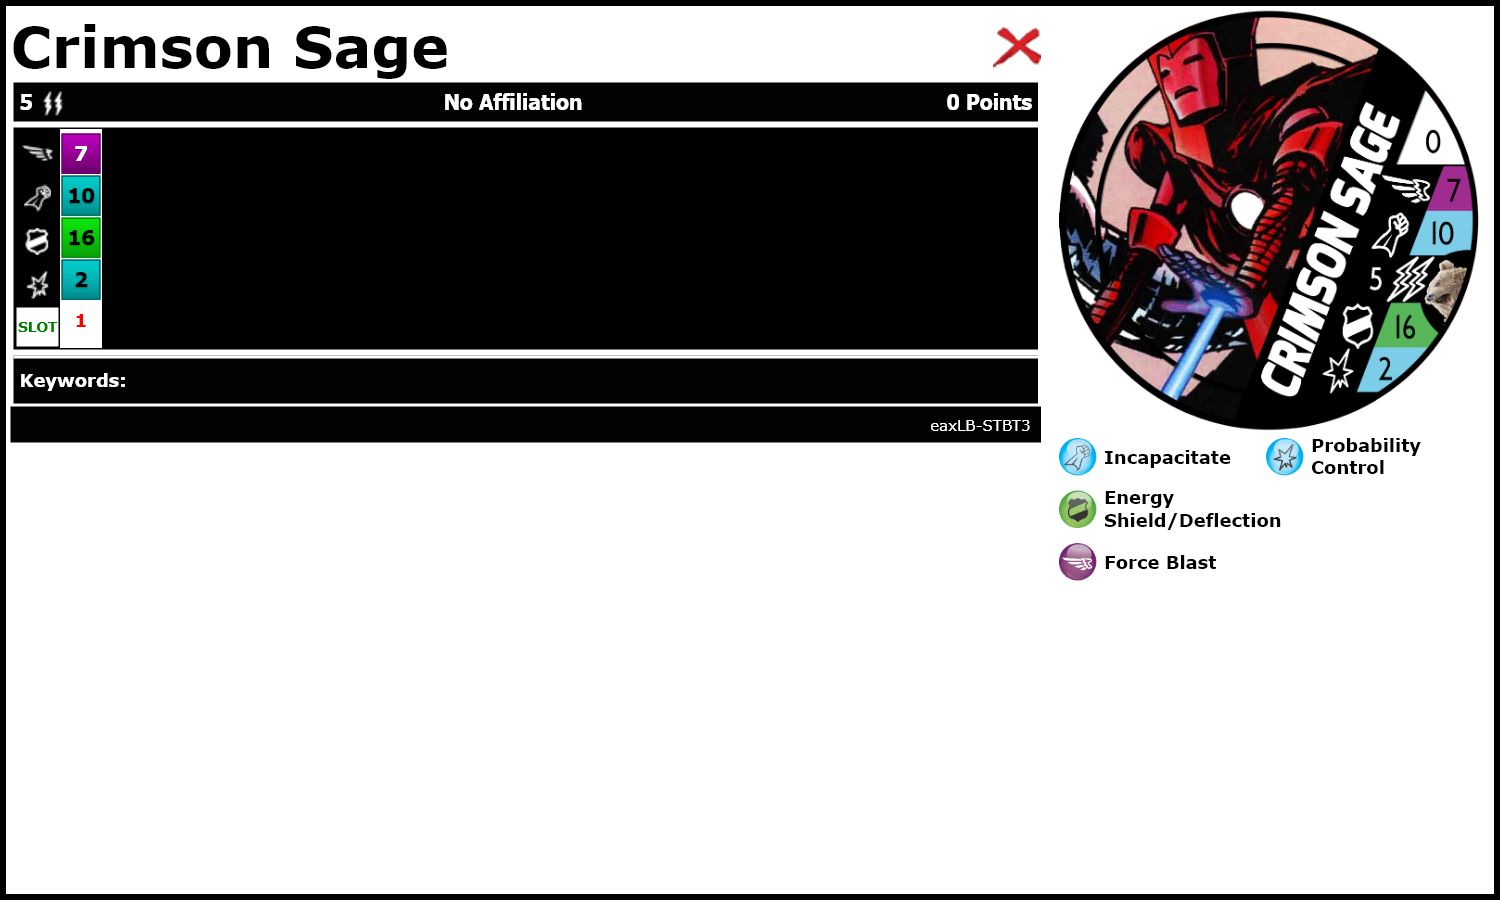 Crimson Sage
5 No Affiliation 0 Points
7
10
16
2
SLOT 1
Keywords:
eaxLB-STBT3
CRIMSON SAGE
0
7
10
5
16
2
Incapacitate
Probability
Control
Energy
Shield/Deflection
Force Blast